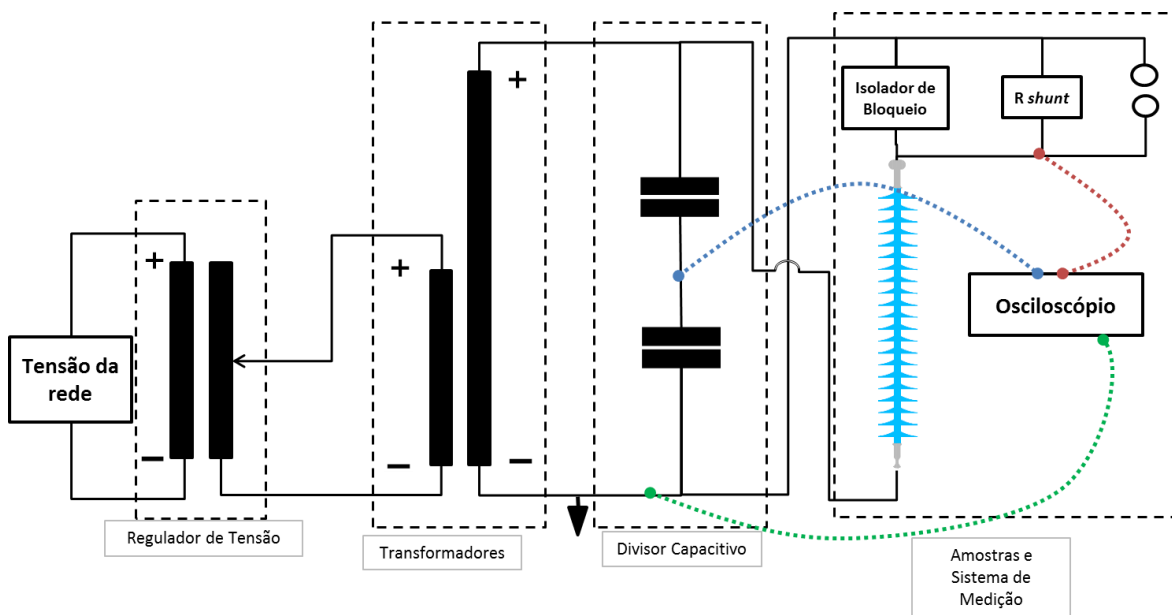 Isolador de
Bloqueio
R shunt
+
+
+
Osciloscópio
Tensão da
rede
−
−
−
Regulador de Tensão
Transformadores
Divisor Capacitivo
Amostras e
Sistema de
Medição